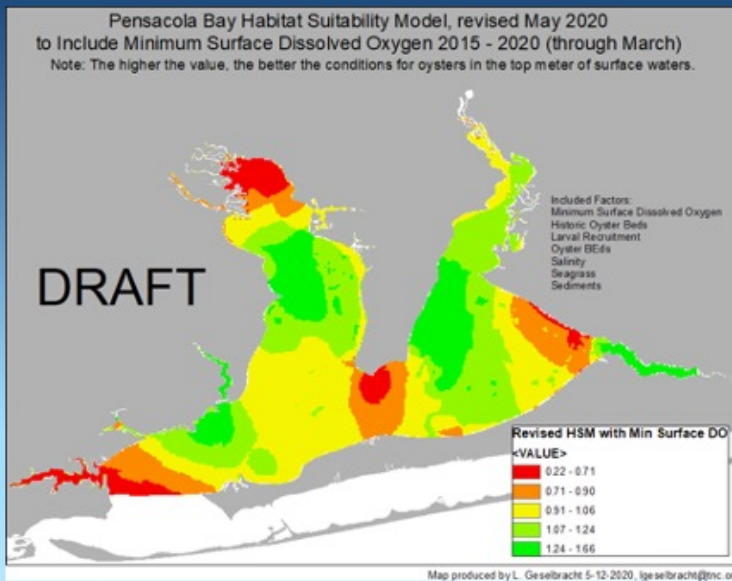 Pensacola Bay Habitat Suitability Model, revised May 2020
to Include Minimum Surface Dissolved Oxygen 2015 - 2020 (through March)
Note: The higher the value, the better the conditions for oysters in the top meter of surface waters.
Included Factors:
Minimum Surface Dissolved Oxygen
Historic Oyster Beds
Larval Recruitment
Oyster BEds
Salinity
Seagrass
Sediments
DRAFT
Revised HSM with Min Surface DO
<VALUE>
0.22 - 0.71
0.71 - 0.90
0.91 - 1.06
1.07 - 1.24
1.24 - 1.66
Map produced by L. Geselbracht 5-12-2020, lgeselbracht@tnc.o